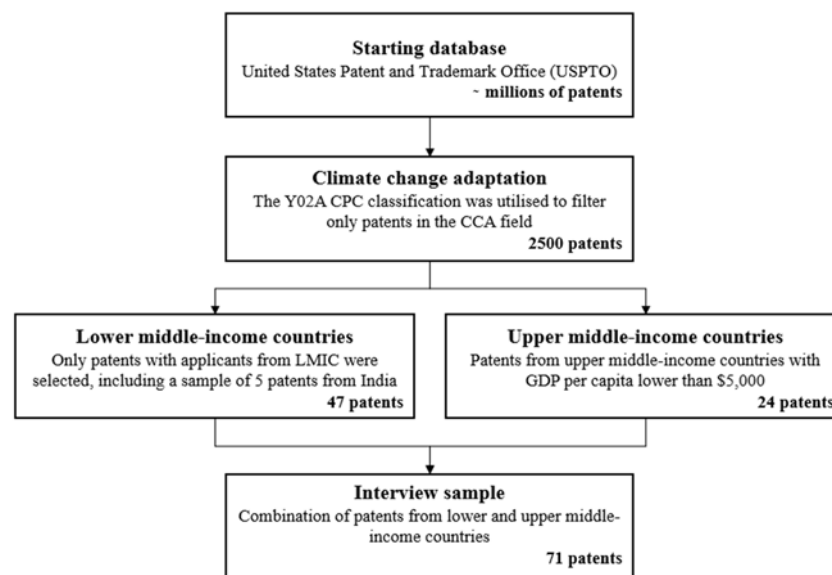 Starting database
United States Patent and Trademark Office (USPTO)
~ millions of patents
Climate change adaptation
The Y02A CPC classification was utilised to filter
only patents in the CCA field
2500 patents
Lower middle-income countries
Only patents with applicants from LMIC were
selected, including a sample of 5 patents from India
47 patents
Upper middle-income countries
Patents from upper middle-income countries with
GDP per capita lower than $5,000
24 patents
Interview sample
Combination of patents from lower and upper middle-
income countries
71 patents